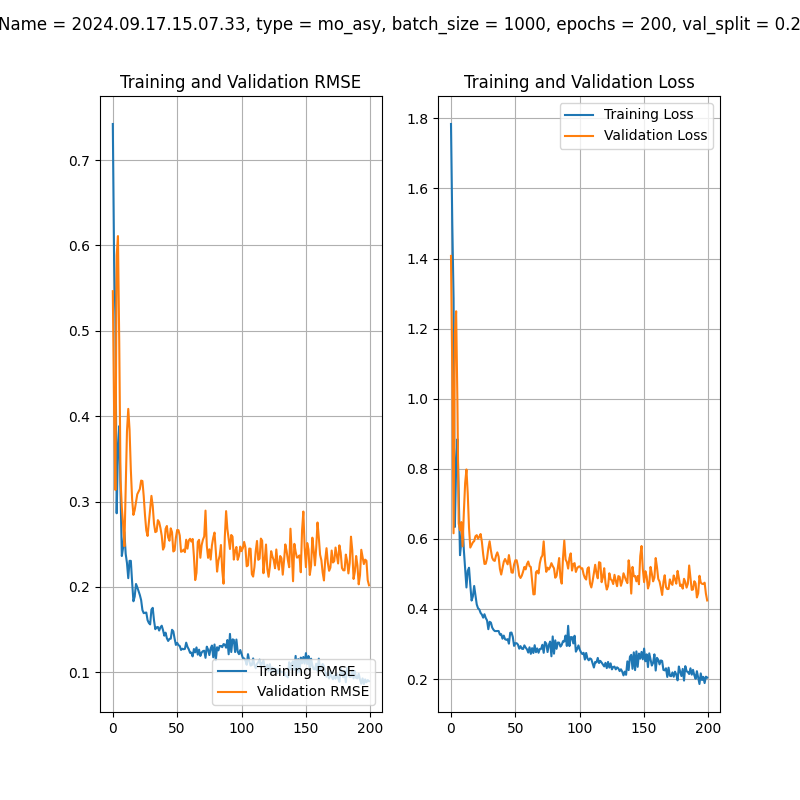 Name = 2024.09.17.15.07.33, type = mo_asy, batch_size = 1000, epochs = 200, val_split = 0.2
Training and Validation RMSE
0.7
0.6
0.5
0.4
0.3
0.2
0.1
0 50 100 150 200
Training RMSE
Validation RMSE
Training and Validation Loss
1.8
1.6
1.4
1.2
1.0
0.8
0.6
0.4
0.2
0 50 100 150 200
Training Loss
Validation Loss